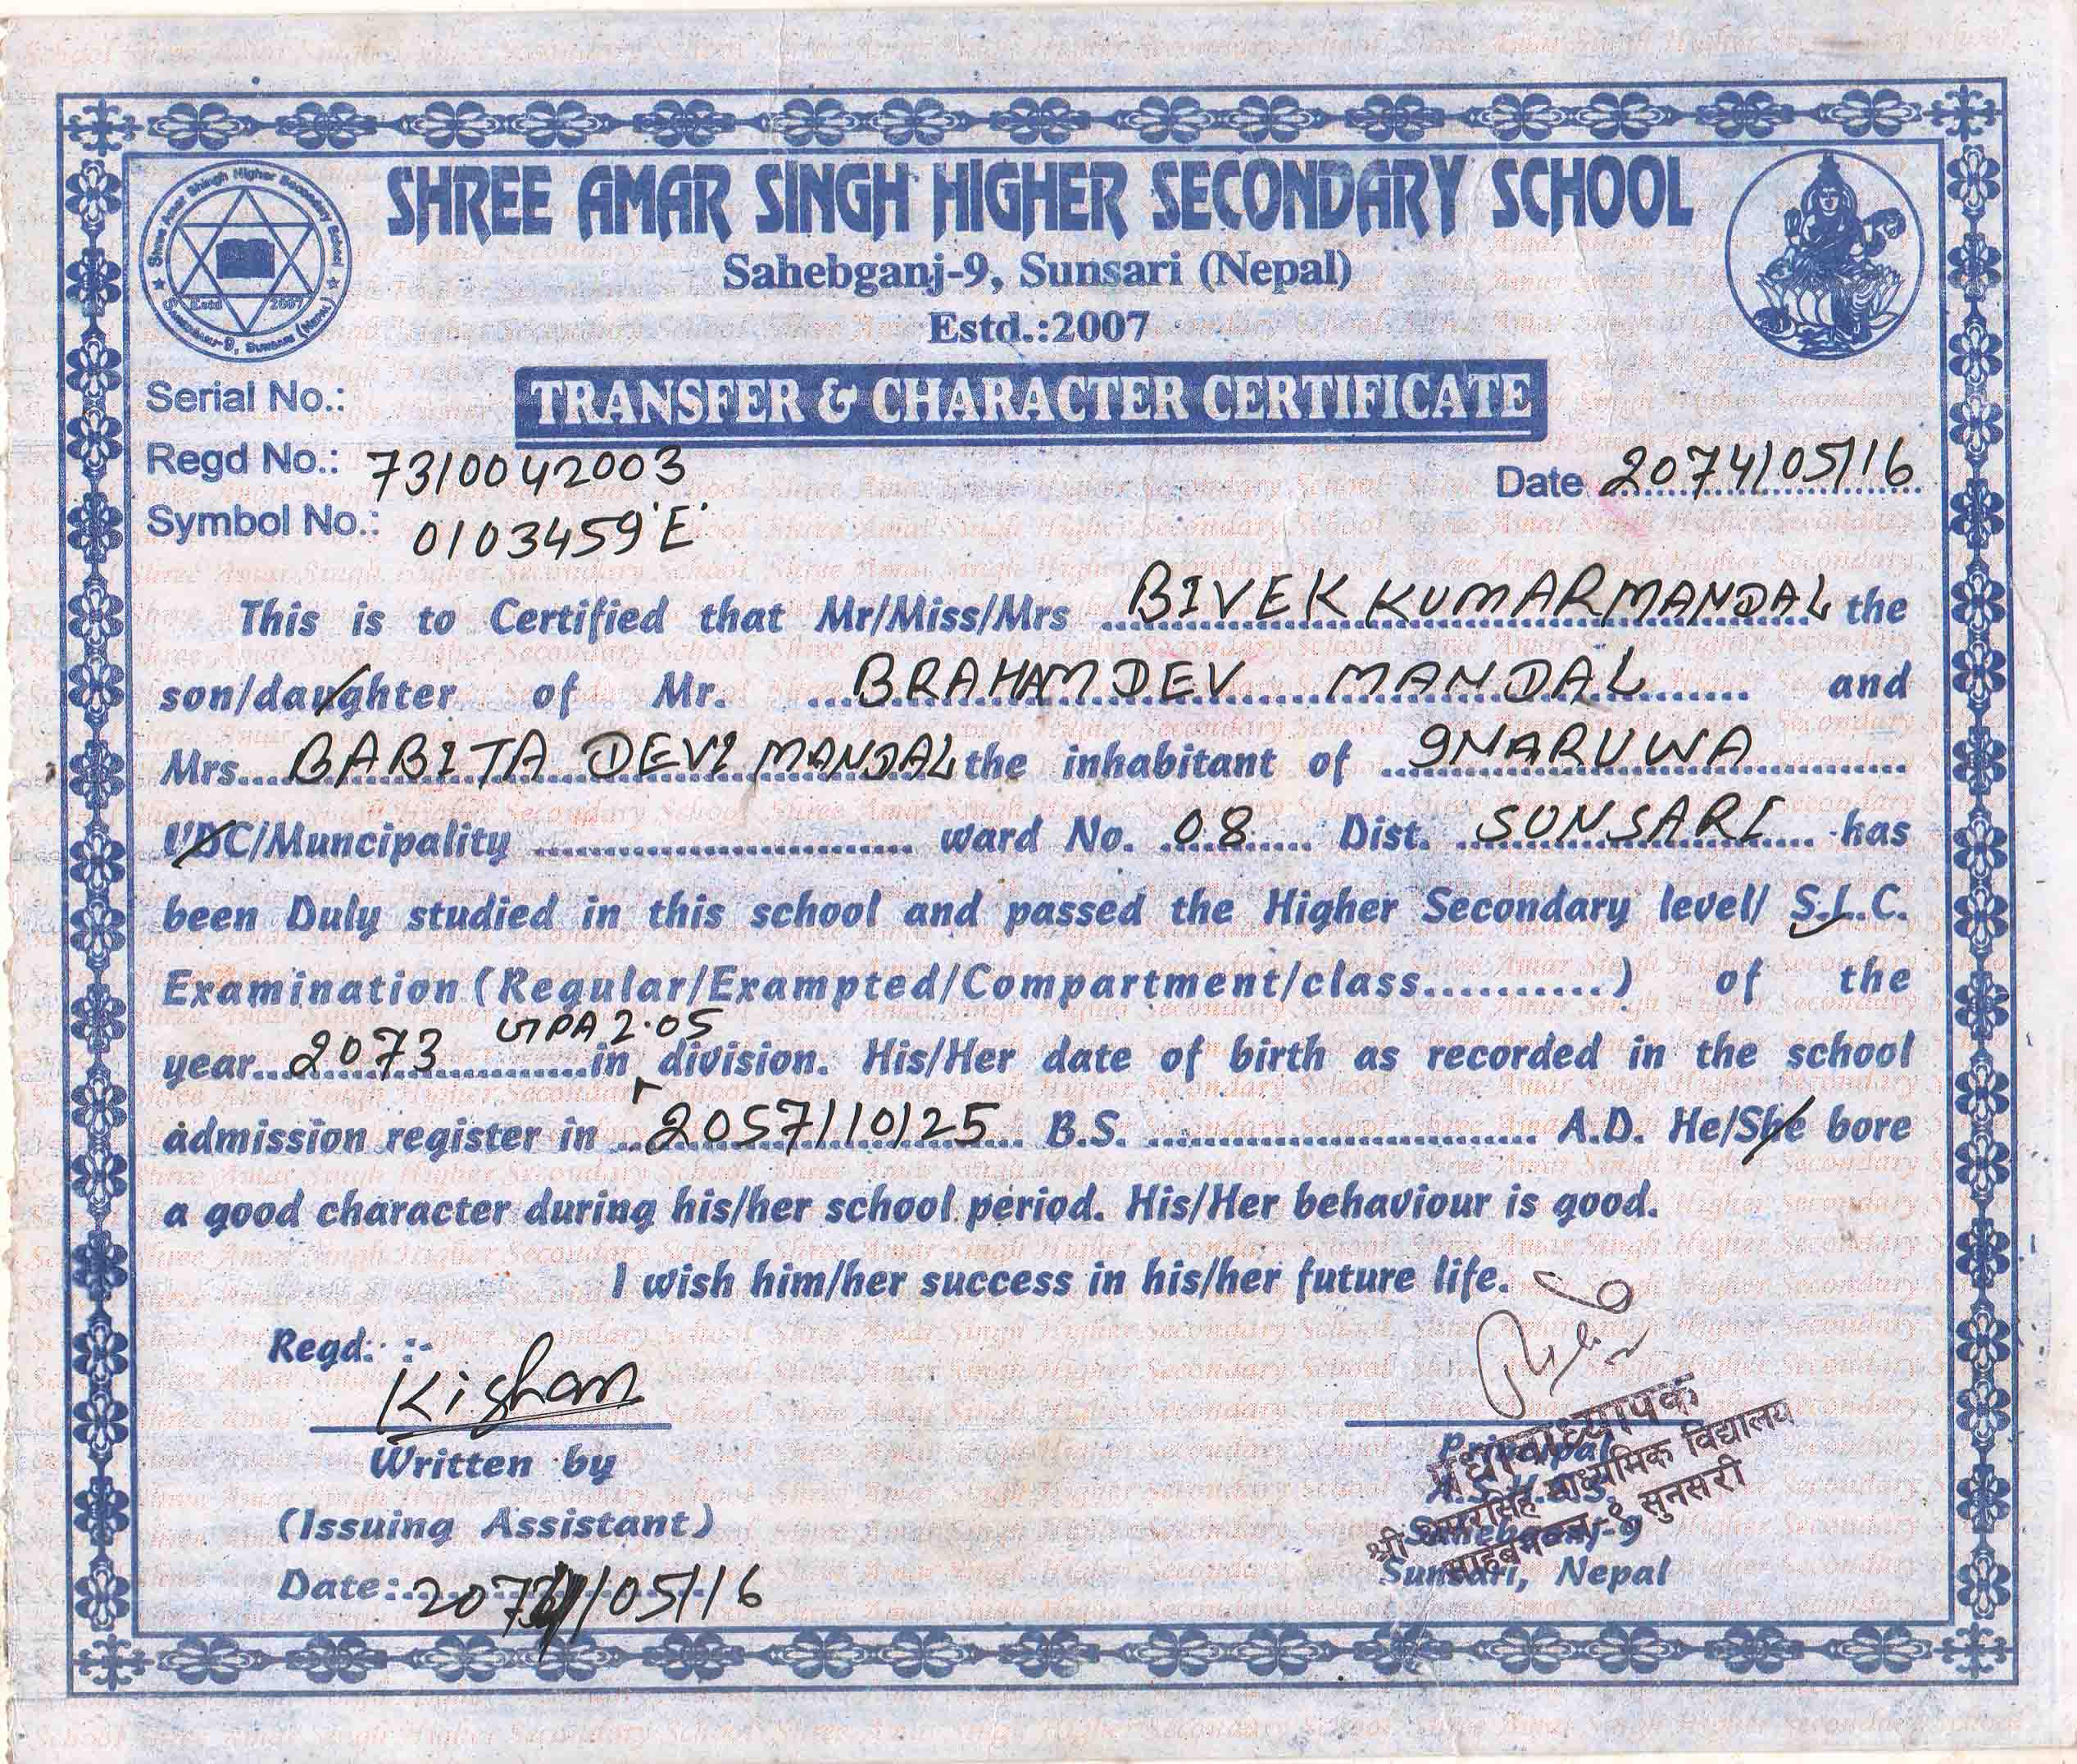 SHREE AMAR SINGH HIGHER SECONDARY SCHOOL
Shree Amar Shingh Higher Secondary School
Estd 2007
Sahebganj-9, Sunsari (Nepal)
Sahebganj-9, Sunsari (Nepal)
Estd.:2007
TRANSFER & CHARACTER CERTIFICATE
Serial No.:
Regd No.: 7310042003
Date 2074/05/16
Symbol No.: 0103459 'E'
This is to Certified that Mr/Miss/Mrs BIVEK KUMAR MANDAL the
son/daughter of Mr. BRAHAMDEV MANDAL and
Mrs. BABITA DEVI MANDAL the inhabitant of INARUWA
VDC/Muncipality ward No. 08 Dist. SUNSARI has
been Duly studied in this school and passed the Higher Secondary level/ S.L.C.
Examination (Regular/Exampted/Compartment/class..........) of the
year 2073 GPA 2.05 in division. His/Her date of birth as recorded in the school
admission register in 2057/10/25 B.S. A.D. He/She bore
a good character during his/her school period. His/Her behaviour is good.
I wish him/her success in his/her future life.
Regd: :-
Kishan
Written by
(Issuing Assistant)
Date: /05/16
Principal
Sahebganj-9
Sunsari, Nepal
प्रधानाध्यापक
श्री अमरसिंह माध्यमिक विद्यालय
साहेबगञ्ज-९ सुनसरी